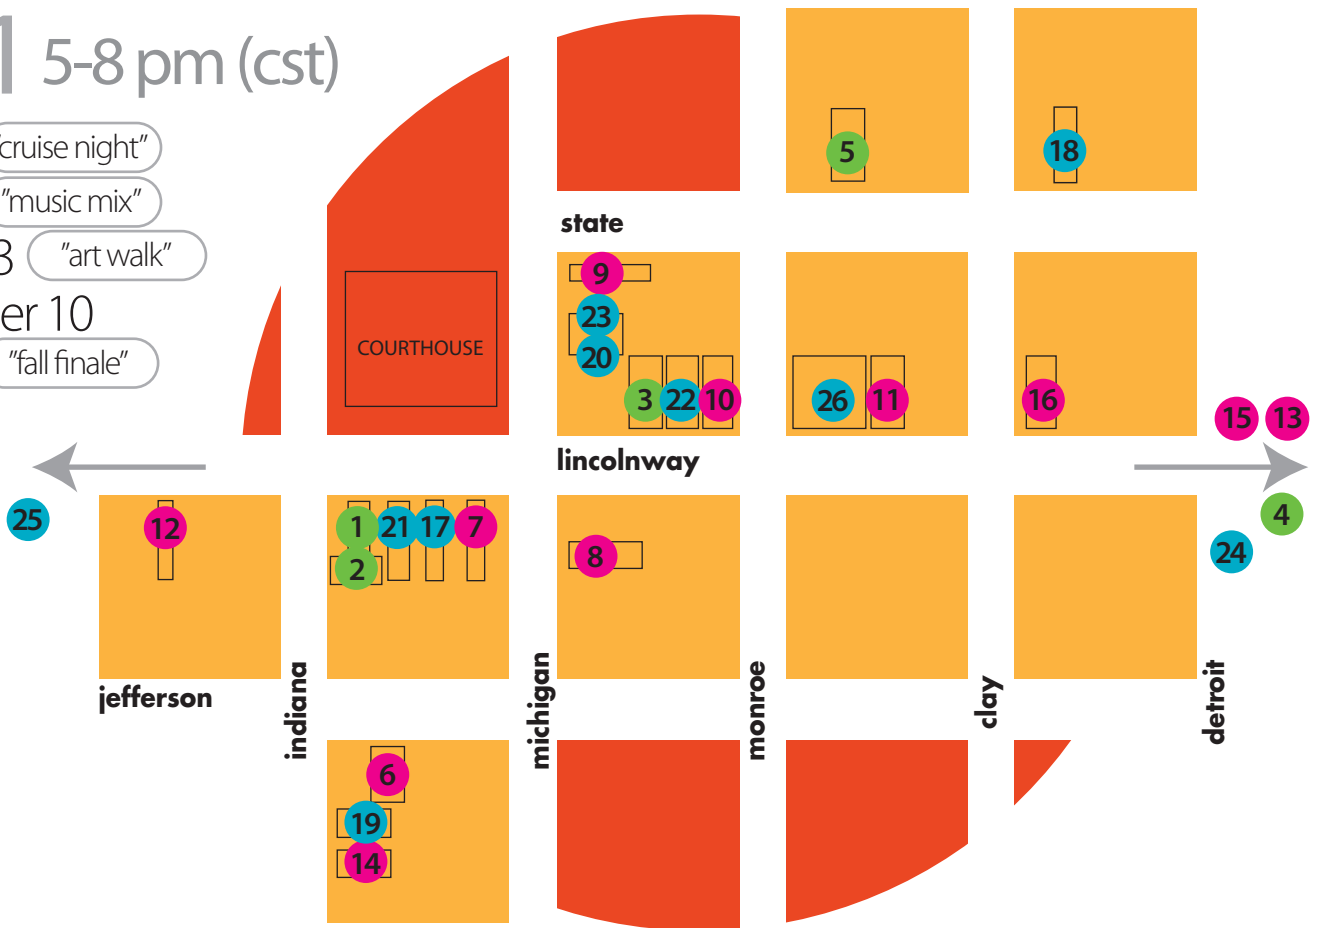 1 5-8 pm (cst)
"cruise night"
"music mix"
3 "art walk"
er 10
"fall finale"
5
18
state
9
23
COURTHOUSE
20
3 22 10 26 11 16
15 13
lincolnway
25 12 1 21 17 7 4
2 8 24
jefferson
indiana
michigan
monroe
clay
detroit
6
19
14